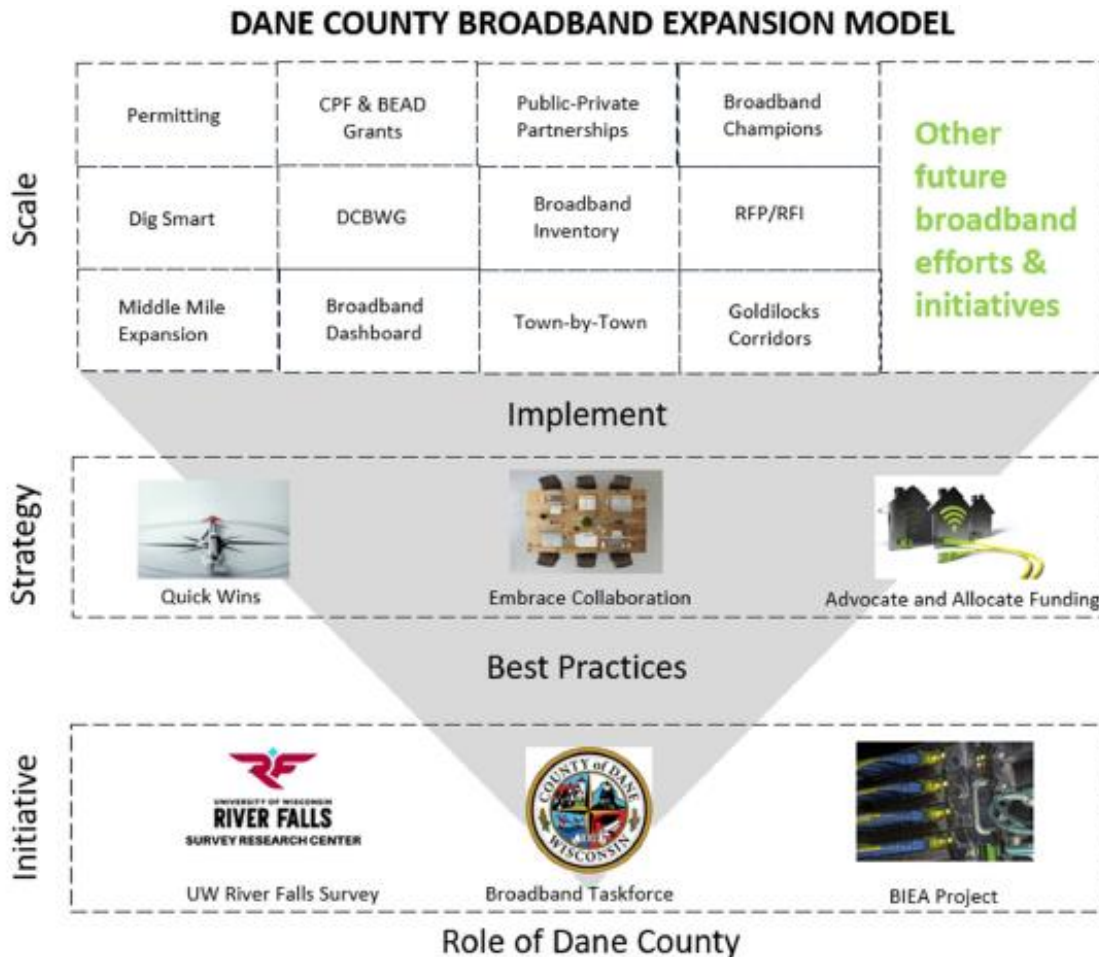 DANE COUNTY BROADBAND EXPANSION MODEL
Scale
Permitting
CPF & BEAD
Grants
Public-Private
Partnerships
Broadband
Champions
Other
future
broadband
efforts &
initiatives
Dig Smart
DCBWG
Broadband
Inventory
RFP/RFI
Middle Mile
Expansion
Broadband
Dashboard
Town-by-Town
Goldilocks
Corridors
Implement
Strategy
Quick Wins
Embrace Collaboration
Advocate and Allocate Funding
Best Practices
Initiative
RF
UNIVERSITY OF WISCONSIN
RIVER FALLS
SURVEY RESEARCH CENTER
UW River Falls Survey
COUNTY of DANE
WISCONSIN
Broadband Taskforce
BIEA Project
Role of Dane County